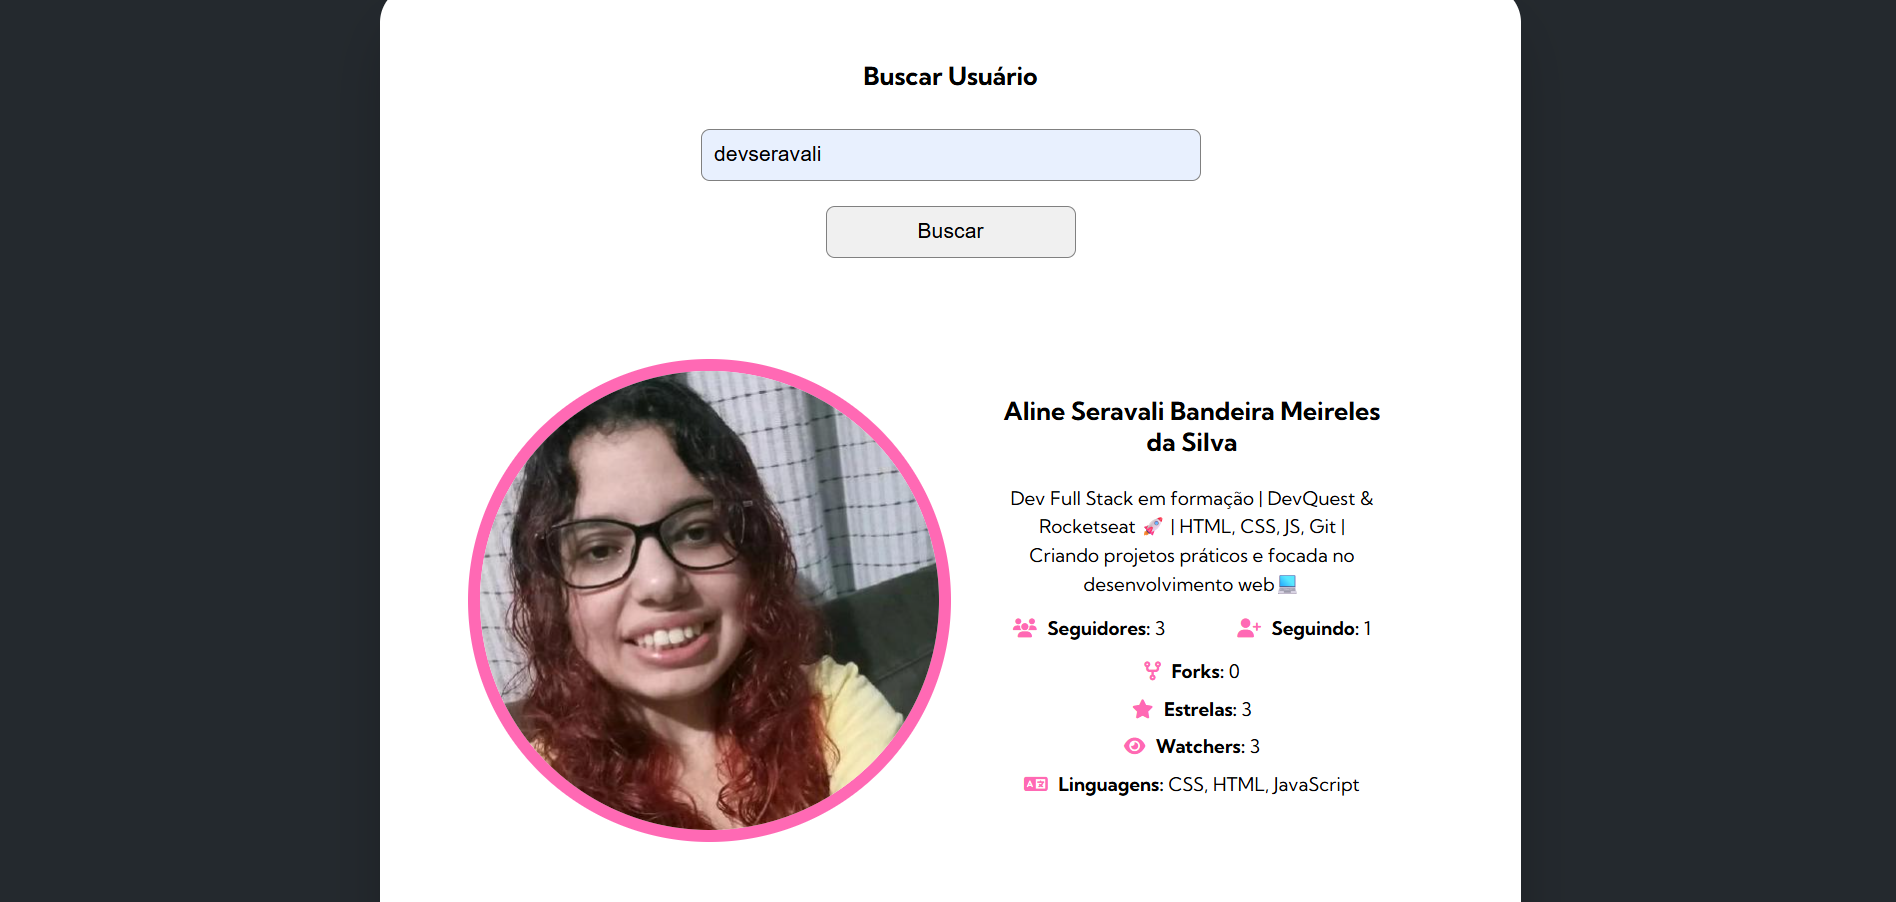 Buscar Usuário
devseravali
Buscar
Aline Seravali Bandeira Meireles
da Silva
Dev Full Stack em formação | DevQuest &
Rocketseat 🚀 | HTML, CSS, JS, Git |
Criando projetos práticos e focada no
desenvolvimento web💻
Seguidores: 3 Seguindo: 1
Forks: 0
Estrelas: 3
Watchers: 3
Linguagens: CSS, HTML, JavaScript